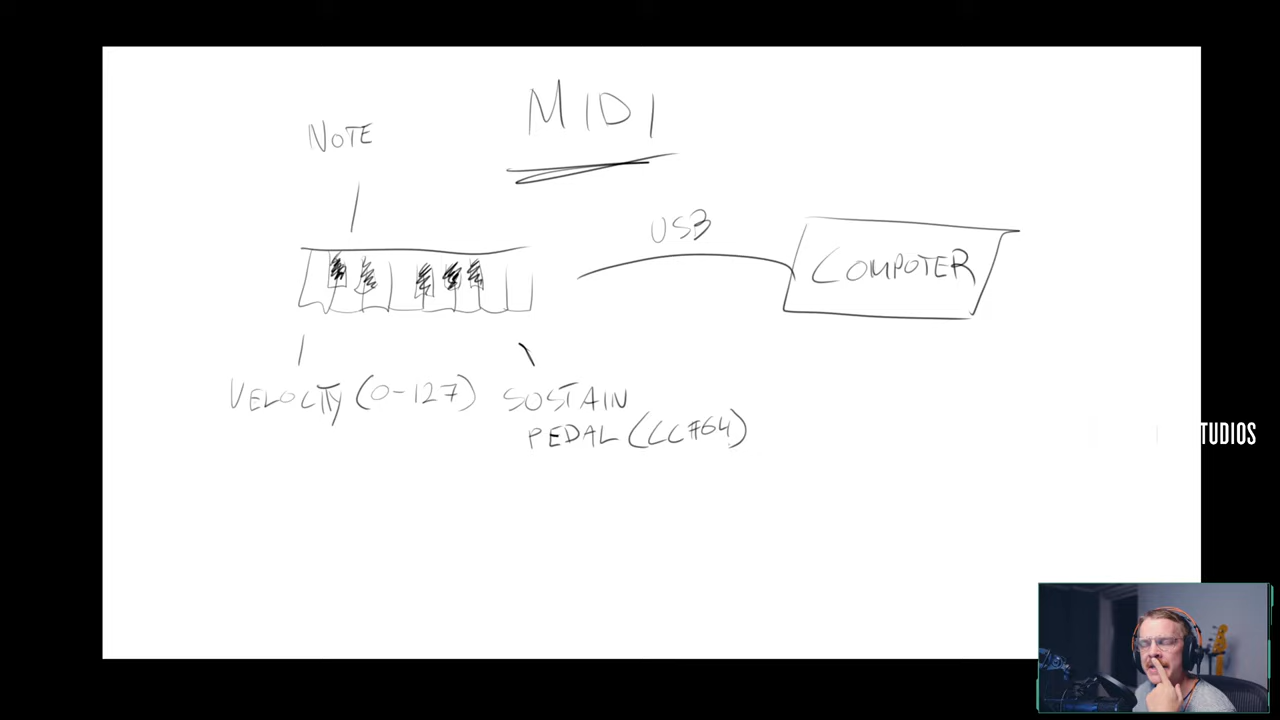 MIDI
NOTE
USB
COMPUTER
VELOCITY (0-127)
SUSTAIN
PEDAL (CC#64)
TUDIOS